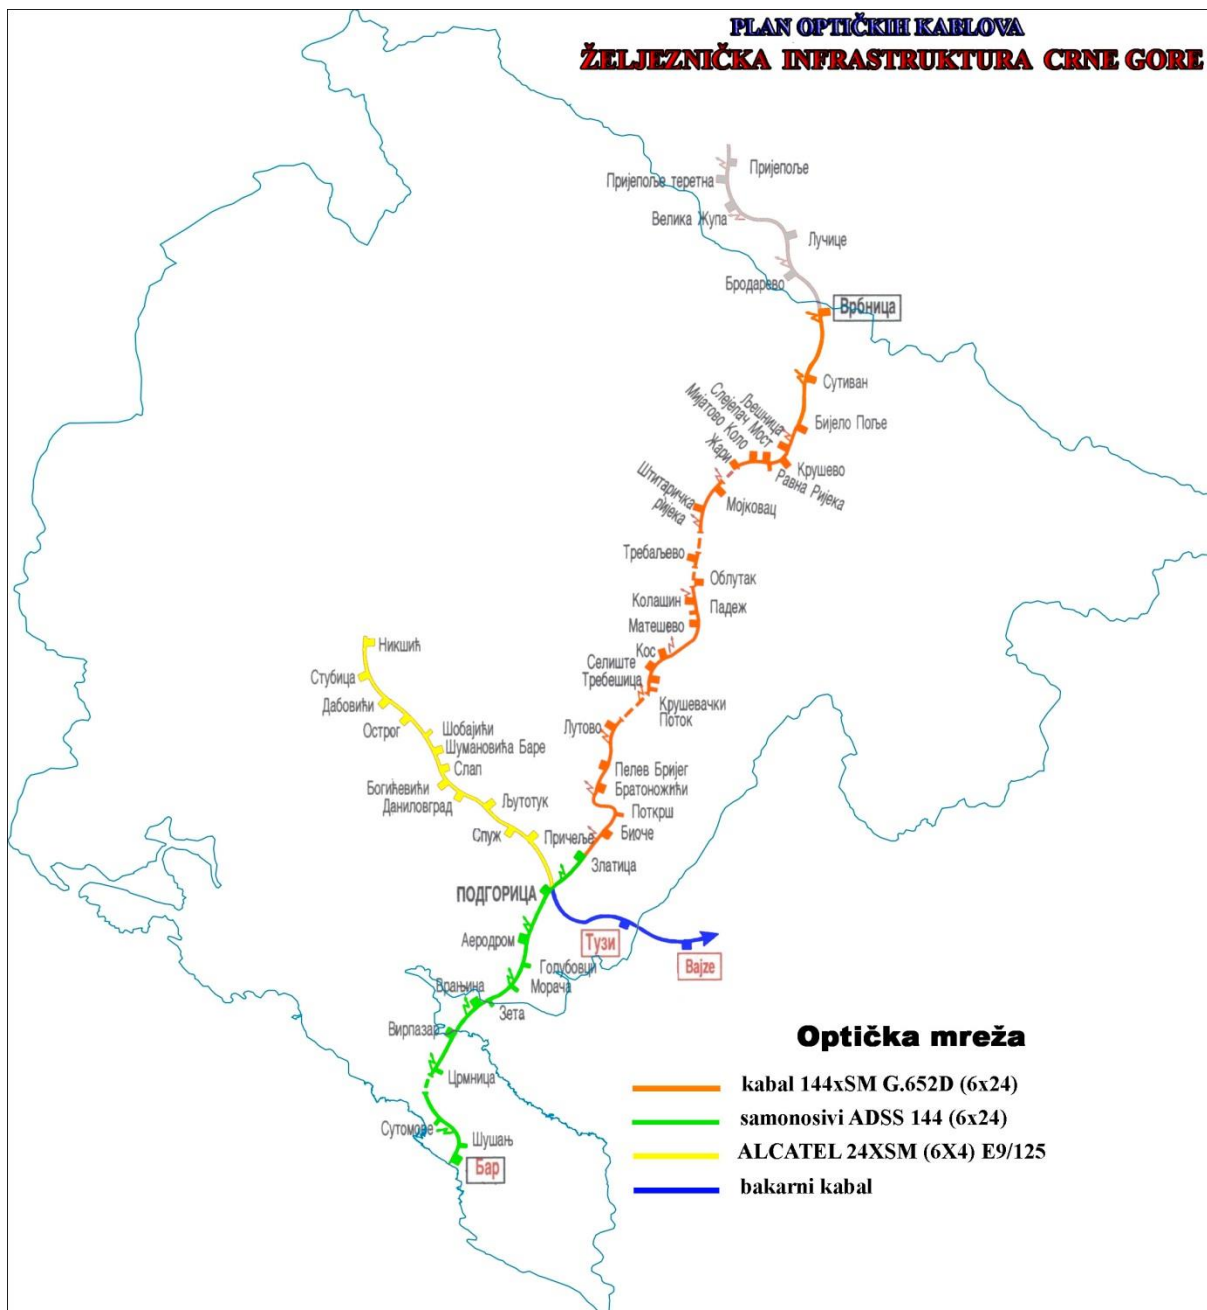 PLAN OPTIČKIH KABLOVA
ŽELJEZNIČKA INFRASTRUKTURA CRNE GORE
Пријепоље
Пријепоље теретна
Велика Жупа
Лучице
Бродарево
Врбница
Сутиван
Бијело Поље
Љешница
Слејепач Мост
Мијатово Коло
Жари
Крушево
Равна Ријека
Мојковац
Штитаричка
ријека
Требаљево
Облутак
Колашин
Падеж
Матешево
Кос
Селиште
Требешица
Крушевачки
Поток
Лутово
Пелев Бријег
Братоножићи
Поткрш
Биоче
Златица
Никшић
Стубица
Дабовићи
Острог
Шобајићи
Шумановића Баре
Слап
Богићевићи
Даниловград
Љутотук
Спуж
Причеље
ПОДГОРИЦА
Тузи
Bajze
Аеродром
Голубовци
Морача
Врањина
Зета
Вирпазар
Црмница
Сутоморе
Шушањ
Бар
Optička mreža
kabal 144xSM G.652D (6x24)
samonosivi ADSS 144 (6x24)
ALCATEL 24XSM (6X4) E9/125
bakarni kabal